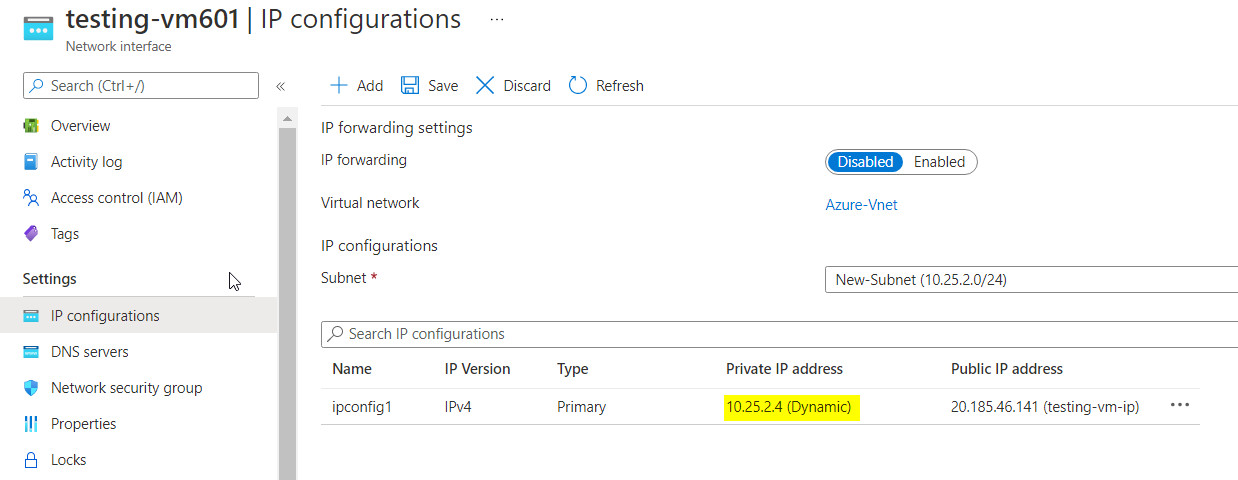 testing-vm601 | IP configurations ...
Network interface
Search (Ctrl+/) «
Add Save Discard Refresh
Overview
Activity log
Access control (IAM)
Tags
Settings
IP configurations
DNS servers
Network security group
Properties
Locks
IP forwarding settings
IP forwarding Disabled Enabled
Virtual network Azure-Vnet
IP configurations
Subnet * New-Subnet (10.25.2.0/24)
Search IP configurations
Name IP Version Type Private IP address Public IP address
ipconfig1 IPv4 Primary 10.25.2.4 (Dynamic) 20.185.46.141 (testing-vm-ip) ...